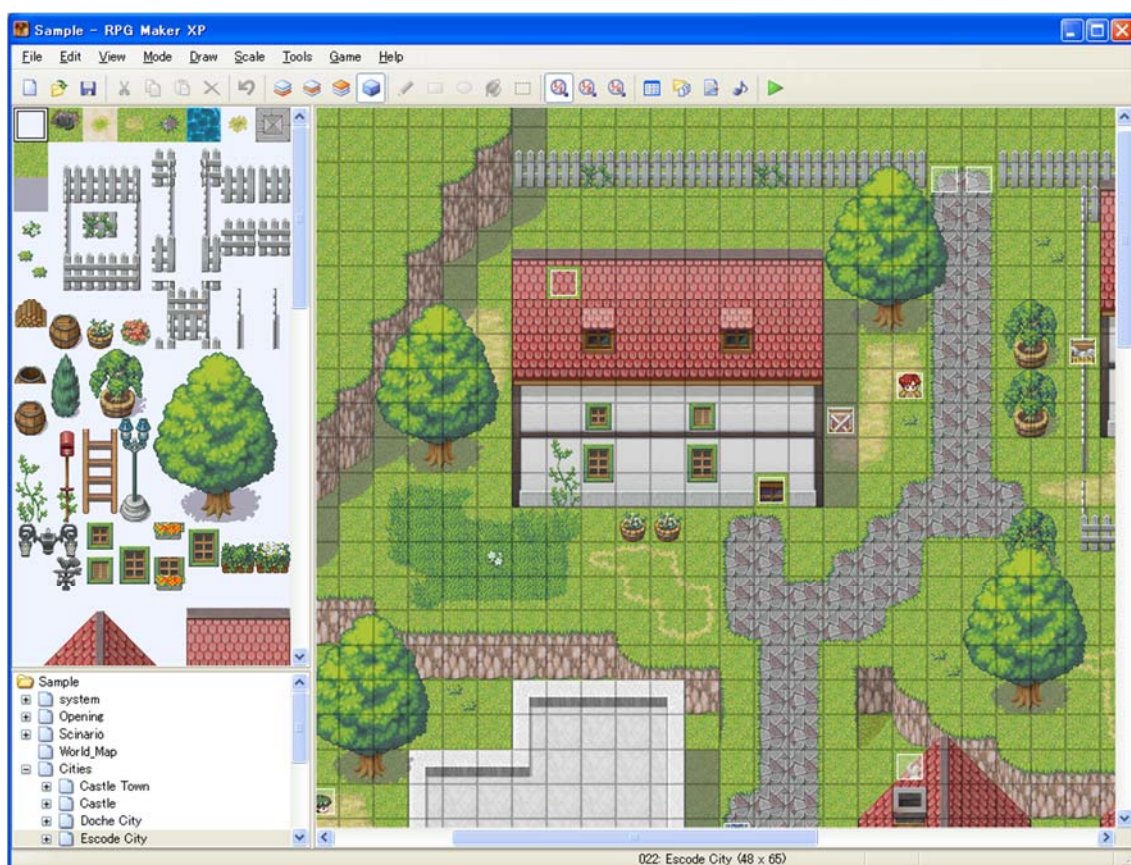 Sample - RPG Maker XP
File Edit View Mode Draw Scale Tools Game Help
Sample
system
Opening
Scinario
World_Map
Cities
Castle Town
Castle
Doche City
Escode City
022: Escode City (48 x 65)